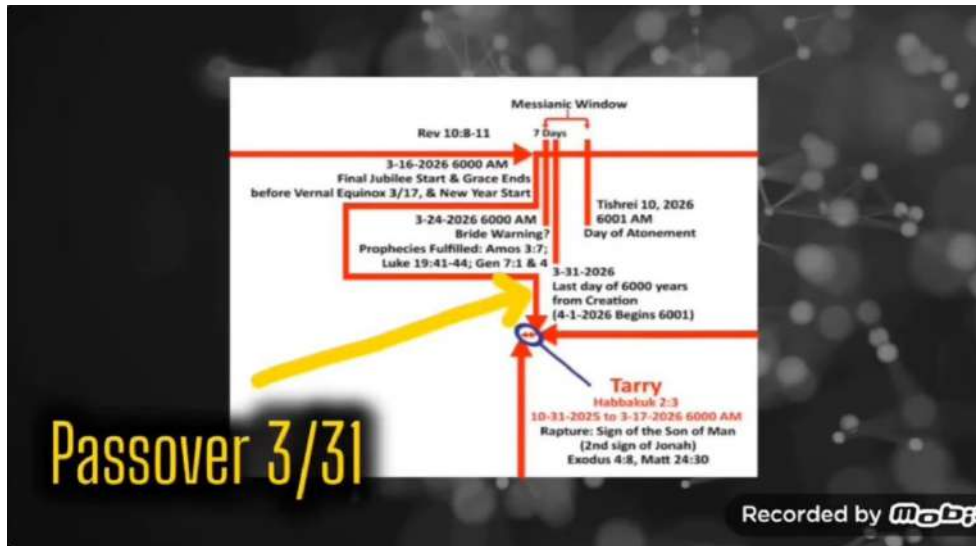 Messianic Window
Rev 10:8-11
7 Days
3-16-2026 6000 AM
Final Jubilee Start & Grace Ends
before Vernal Equinox 3/17, & New Year Start
Tishrei 10, 2026
6001 AM
Day of Atonement
3-24-2026 6000 AM
Bride Warning?
Prophecies Fulfilled: Amos 3:7;
Luke 19:41-44; Gen 7:1 & 4
3-31-2026
Last day of 6000 years
from Creation
(4-1-2026 Begins 6001)
Tarry
Habbakuk 2:3
10-31-2025 to 3-17-2026 6000 AM
Rapture: Sign of the Son of Man
(2nd sign of Jonah)
Exodus 4:8, Matt 24:30
Passover 3/31
Recorded by